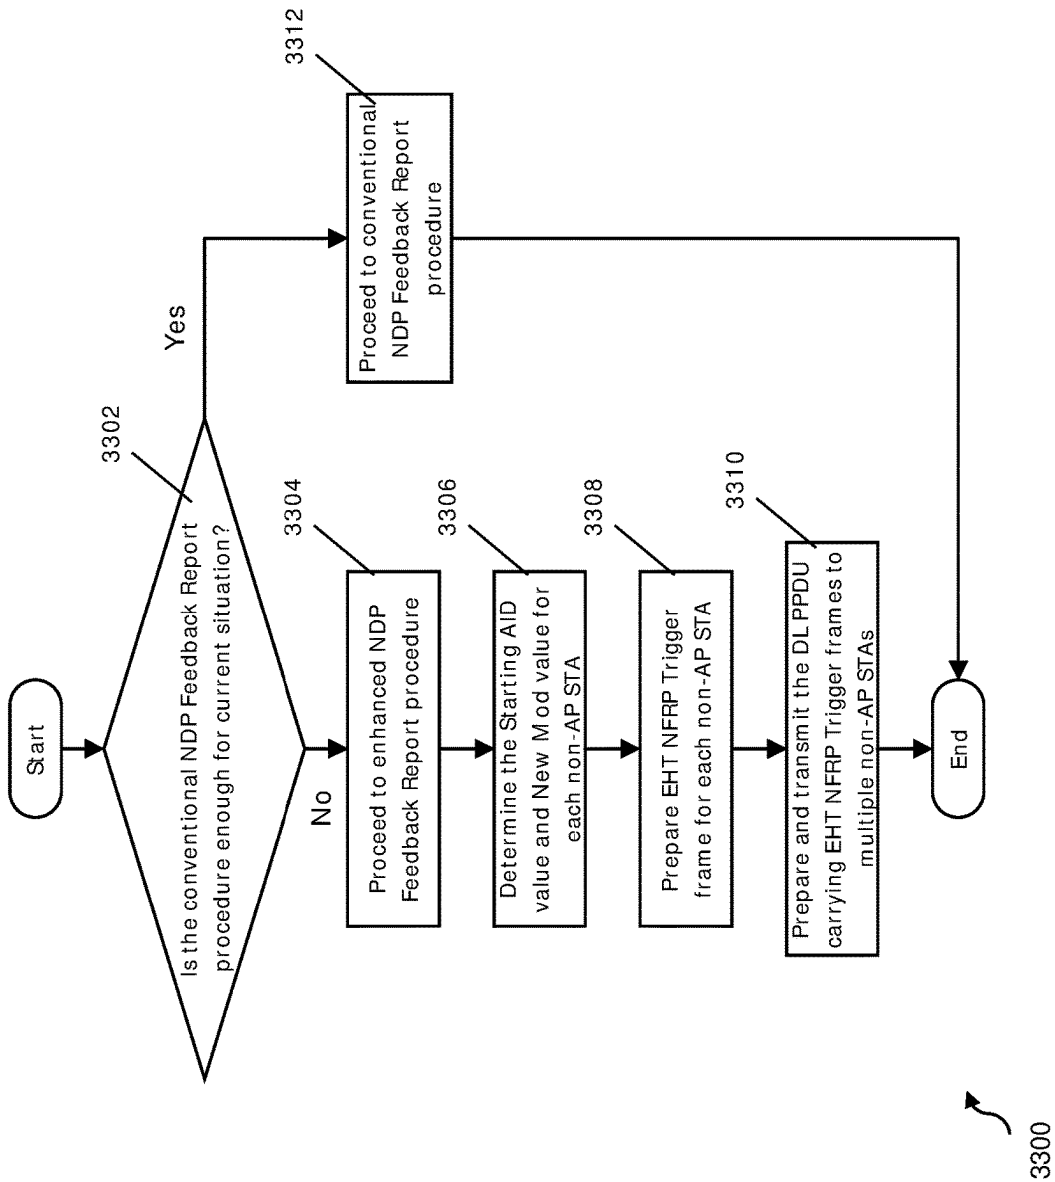 Start
3302
Is the conventional NDP Feedback Report
procedure enough for current situation?
Yes
No
3304
Proceed to enhanced NDP
Feedback Report procedure
3306
Determine the Starting AID
value and New Mod value for
each non-AP STA
3308
Prepare EHT NFRP Trigger
frame for each non-AP STA
3310
Prepare and transmit the DL PPDU
carrying EHT NFRP Trigger frames to
multiple non-AP STAs
3312
Proceed to conventional
NDP Feedback Report
procedure
End
3300